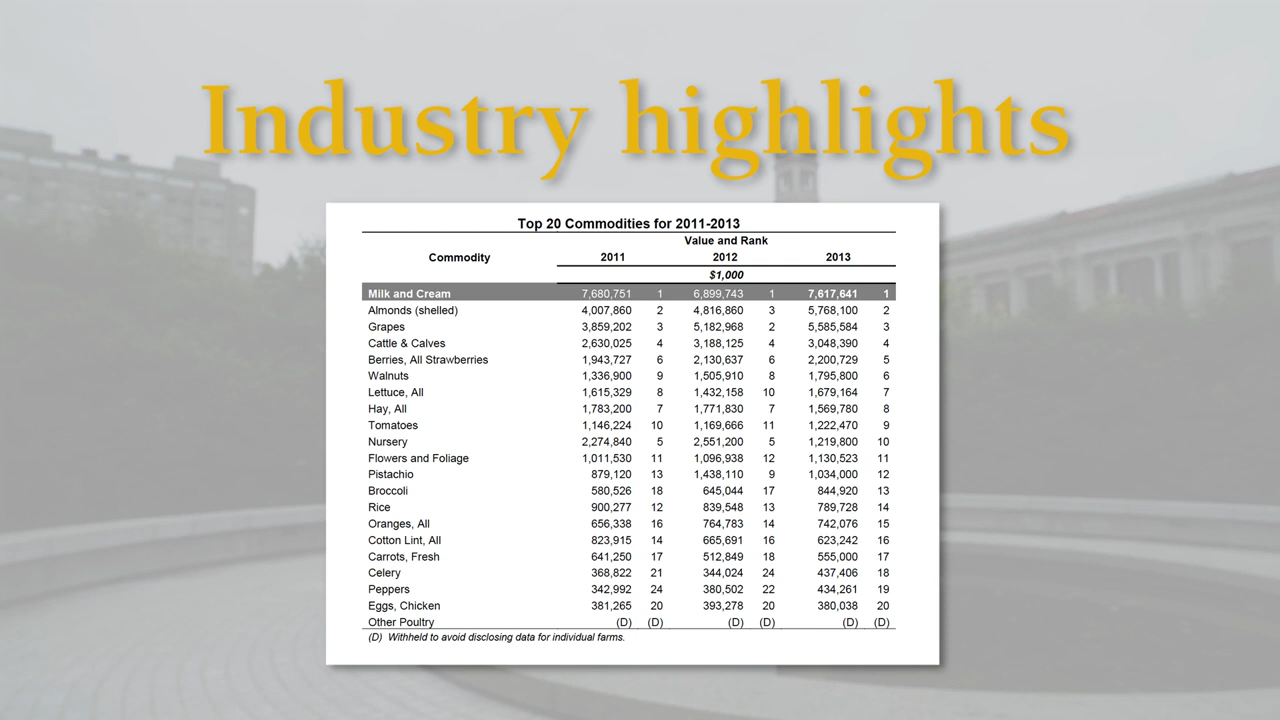 Industry highlights
Top 20 Commodities for 2011-2013
Value and Rank
Commodity 2011 2012 2013
$1,000
Milk and Cream 7,680,751 1 6,899,743 1 7,617,641 1
Almonds (shelled) 4,007,860 2 4,816,860 3 5,768,100 2
Grapes 3,859,202 3 5,182,968 2 5,585,584 3
Cattle & Calves 2,630,025 4 3,188,125 4 3,048,390 4
Berries, All Strawberries 1,943,727 6 2,130,637 6 2,200,729 5
Walnuts 1,336,900 9 1,505,910 8 1,795,800 6
Lettuce, All 1,615,329 8 1,432,158 10 1,679,164 7
Hay, All 1,783,200 7 1,771,830 7 1,569,780 8
Tomatoes 1,146,224 10 1,169,666 11 1,222,470 9
Nursery 2,274,840 5 2,551,200 5 1,219,800 10
Flowers and Foliage 1,011,530 11 1,096,938 12 1,130,523 11
Pistachio 879,120 13 1,438,110 9 1,034,000 12
Broccoli 580,526 18 645,044 17 844,920 13
Rice 900,277 12 839,548 13 789,728 14
Oranges, All 656,338 16 764,783 14 742,076 15
Cotton Lint, All 823,915 14 665,691 16 623,242 16
Carrots, Fresh 641,250 17 512,849 18 555,000 17
Celery 368,822 21 344,024 24 437,406 18
Peppers 342,992 24 380,502 22 434,261 19
Eggs, Chicken 381,265 20 393,278 20 380,038 20
Other Poultry (D) (D) (D) (D) (D) (D)
(D) Withheld to avoid disclosing data for individual farms.